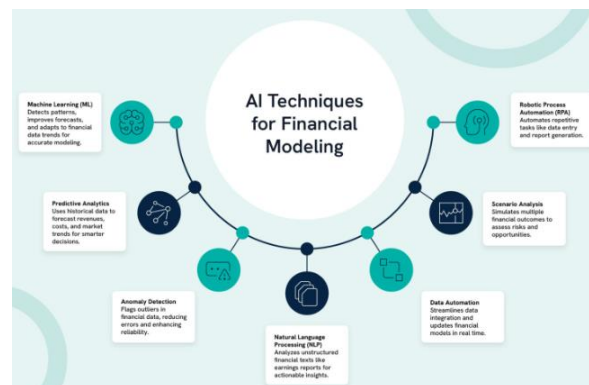 AI Techniques
for Financial
Modeling
Machine Learning (ML)
Detects patterns,
improves forecasts,
and adapts to financial
data trends for
accurate modeling.
Predictive Analytics
Uses historical data to
forecast revenues,
costs, and market
trends for smarter
decisions.
Anomaly Detection
Flags outliers in
financial data, reducing
errors and enhancing
reliability.
Natural Language
Processing (NLP)
Analyzes unstructured
financial texts like
earnings reports for
actionable insights.
Data Automation
Streamlines data
integration and
updates financial
models in real time.
Scenario Analysis
Simulates multiple
financial outcomes to
assess risks and
opportunities.
Robotic Process
Automation (RPA)
Automates repetitive
tasks like data entry
and report generation.